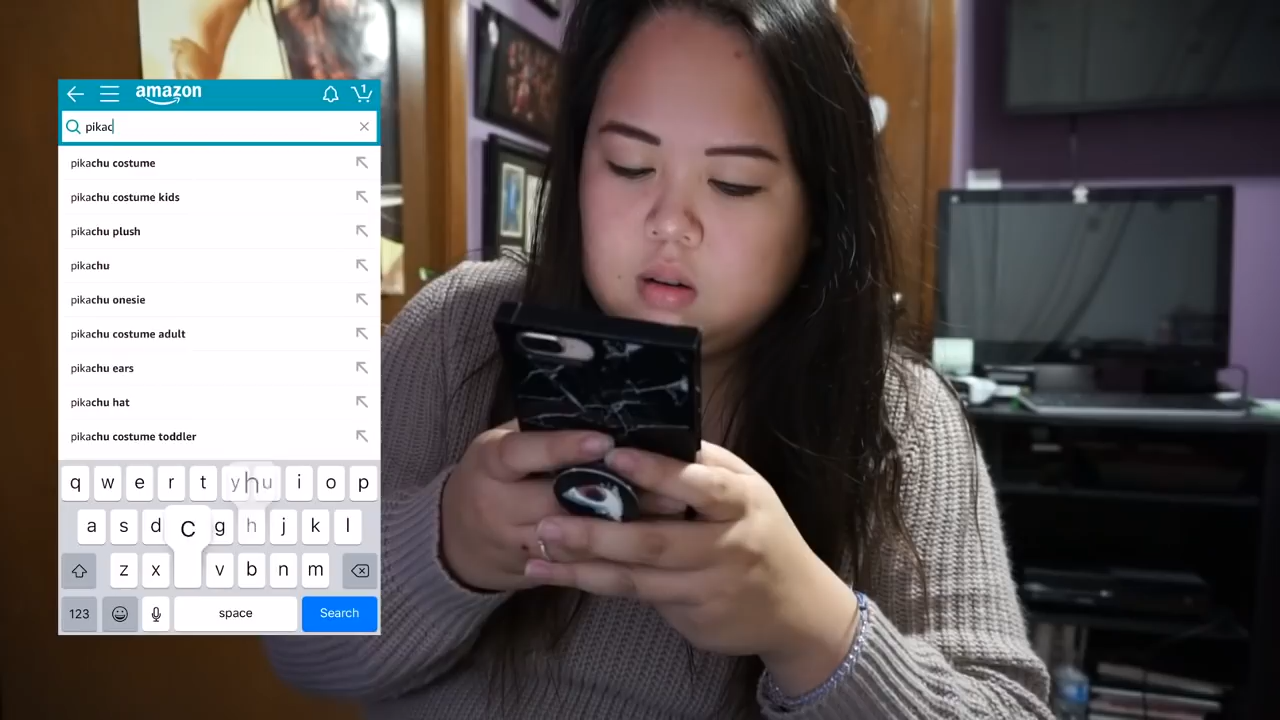 amazon
1
pikac
pikachu costume
pikachu costume kids
pikachu plush
pikachu
pikachu onesie
pikachu costume adult
pikachu ears
pikachu hat
pikachu costume toddler
q w e r t y h u i o p
a s d c g h j k l
z x v b n m
123 space Search